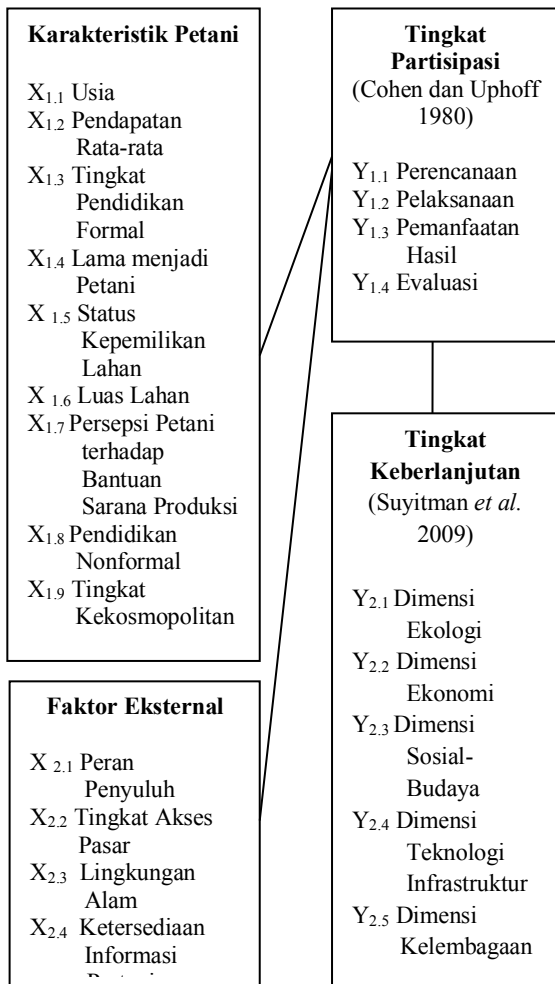 Karakteristik Petani
X1.1 Usia
X1.2 Pendapatan
Rata-rata
X1.3 Tingkat
Pendidikan
Formal
X1.4 Lama menjadi
Petani
X 1.5 Status
Kepemilikan
Lahan
X 1.6 Luas Lahan
X1.7 Persepsi Petani
terhadap
Bantuan
Sarana Produksi
X1.8 Pendidikan
Nonformal
X1.9 Tingkat
Kekosmopolitan
Faktor Eksternal
X 2.1 Peran
Penyuluh
X2.2 Tingkat Akses
Pasar
X2.3 Lingkungan
Alam
X2.4 Ketersediaan
Informasi
Tingkat
Partisipasi
(Cohen dan Uphoff
1980)
Y1.1 Perencanaan
Y1.2 Pelaksanaan
Y1.3 Pemanfaatan
Hasil
Y1.4 Evaluasi
Tingkat
Keberlanjutan
(Suyitman et al.
2009)
Y2.1 Dimensi
Ekologi
Y2.2 Dimensi
Ekonomi
Y2.3 Dimensi
Sosial-
Budaya
Y2.4 Dimensi
Teknologi
Infrastruktur
Y2.5 Dimensi
Kelembagaan